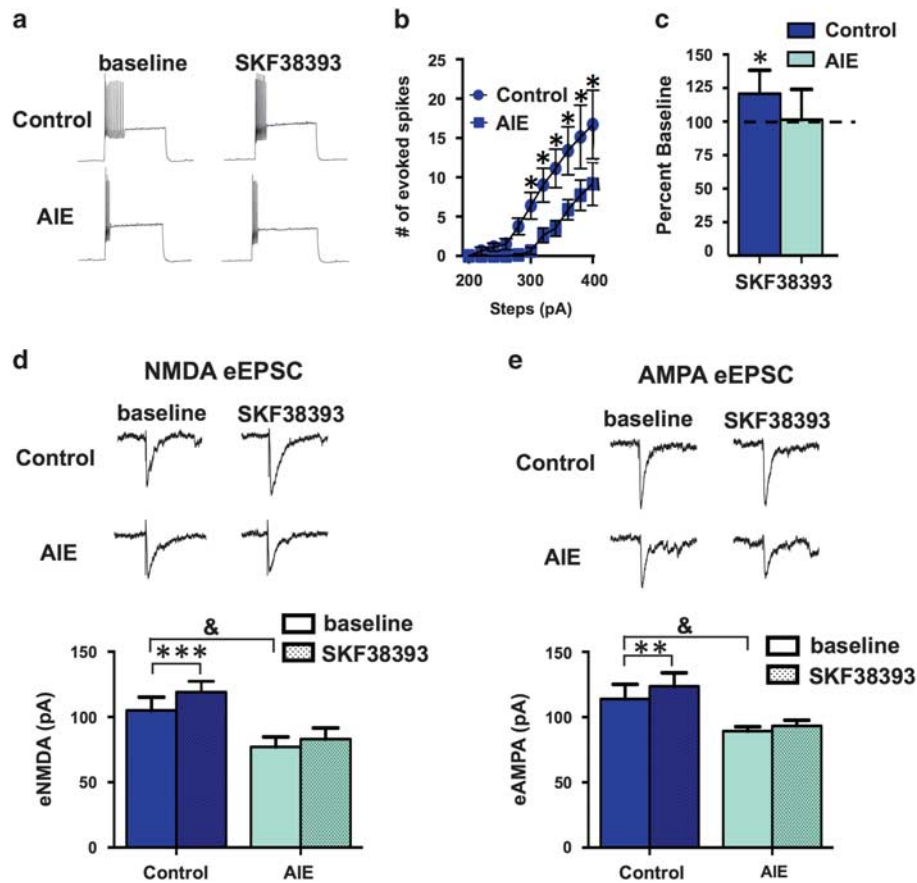 a
baseline
SKF38393
Control
AIE
b
# of evoked spikes
25
20
15
10
5
0
Control
AIE
*
*
*
*
*
*
200
300
400
Steps (pA)
c
Control
AIE
Percent Baseline
150
125
100
75
50
25
0
*
SKF38393
d
NMDA eEPSC
baseline
SKF38393
Control
AIE
baseline
SKF38393
&
***
eNMDA (pA)
150
100
50
0
Control
AIE
e
AMPA eEPSC
baseline
SKF38393
Control
AIE
baseline
SKF38393
&
**
eAMPA (pA)
150
100
50
0
Control
AIE